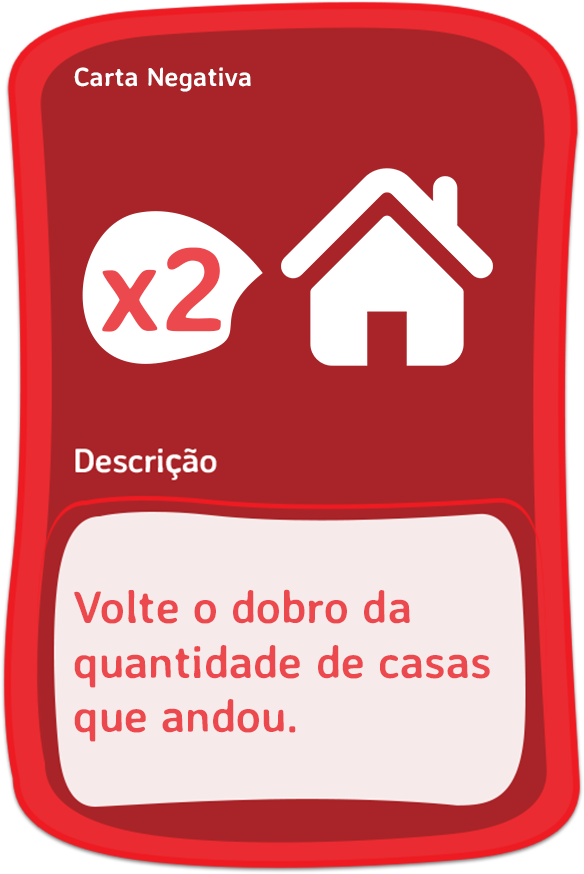 Carta Negativa
x2
Descrição
Volte o dobro da
quantidade de casas
que andou.